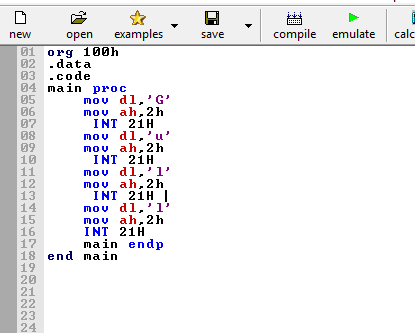 new open examples save compile emulate calc
01 org 100h
02 .data
03 .code
04 main proc
05 mov dl,'G'
06 mov ah,2h
07 INT 21H
08 mov dl,'u'
09 mov ah,2h
10 INT 21H
11 mov dl,'l'
12 mov ah,2h
13 INT 21H
14 mov dl,'l'
15 mov ah,2h
16 INT 21H
17 main endp
18 end main
19
20
21
22
23
24